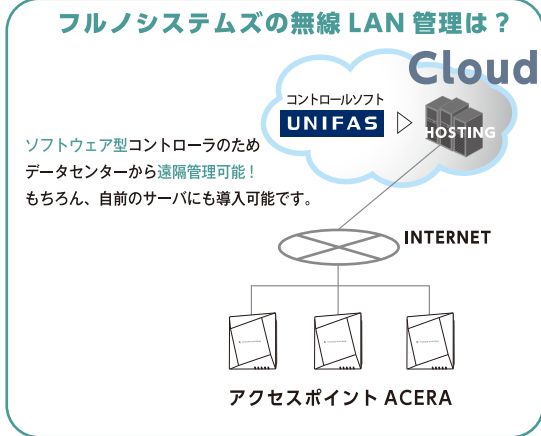 フルノシステムズの無線 LAN 管理は？
Cloud
コントロールソフト
UNIFAS
HOSTING
ソフトウェア型コントローラのため
データセンターから遠隔管理可能！
もちろん、自前のサーバにも導入可能です。
INTERNET
アクセスポイント ACERA